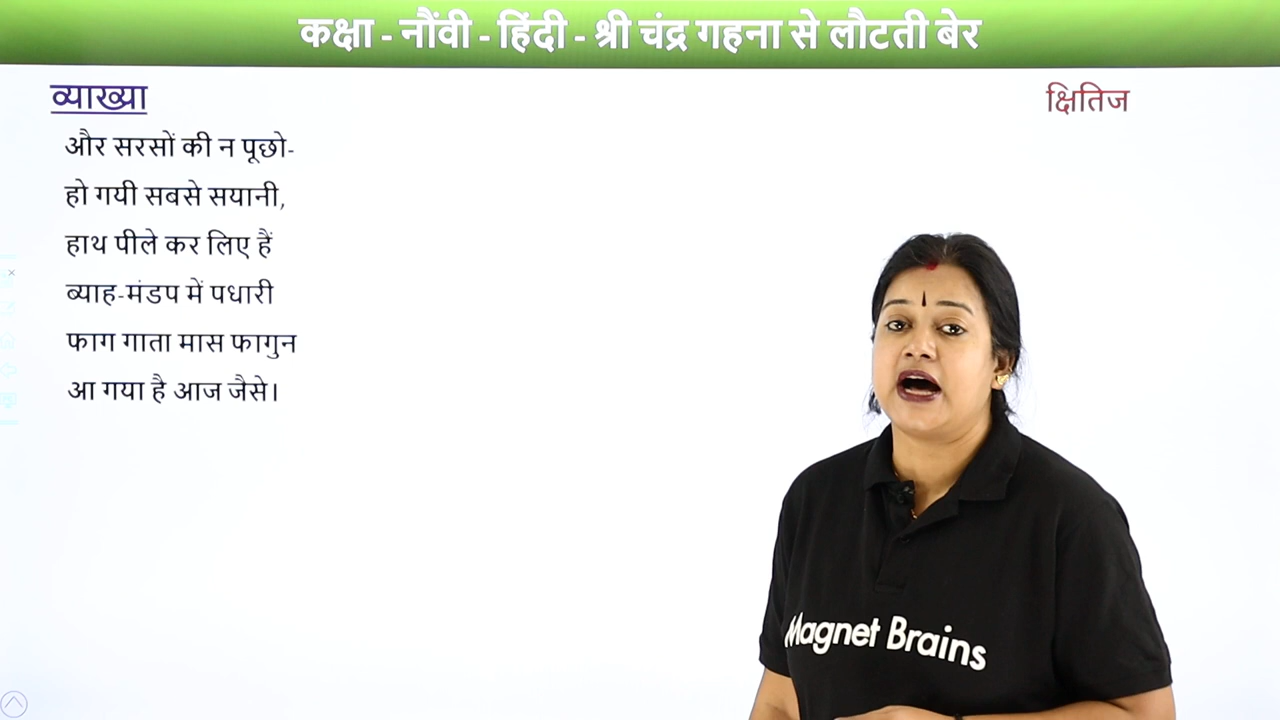 कक्षा - नौंवी - हिंदी - श्री चंद्र गहना से लौटती बेर
व्याख्या
क्षितिज
और सरसों की न पूछो-
हो गयी सबसे सयानी,
हाथ पीले कर लिए हैं
ब्याह-मंडप में पधारी
फाग गाता मास फागुन
आ गया है आज जैसे।
Magnet Brains